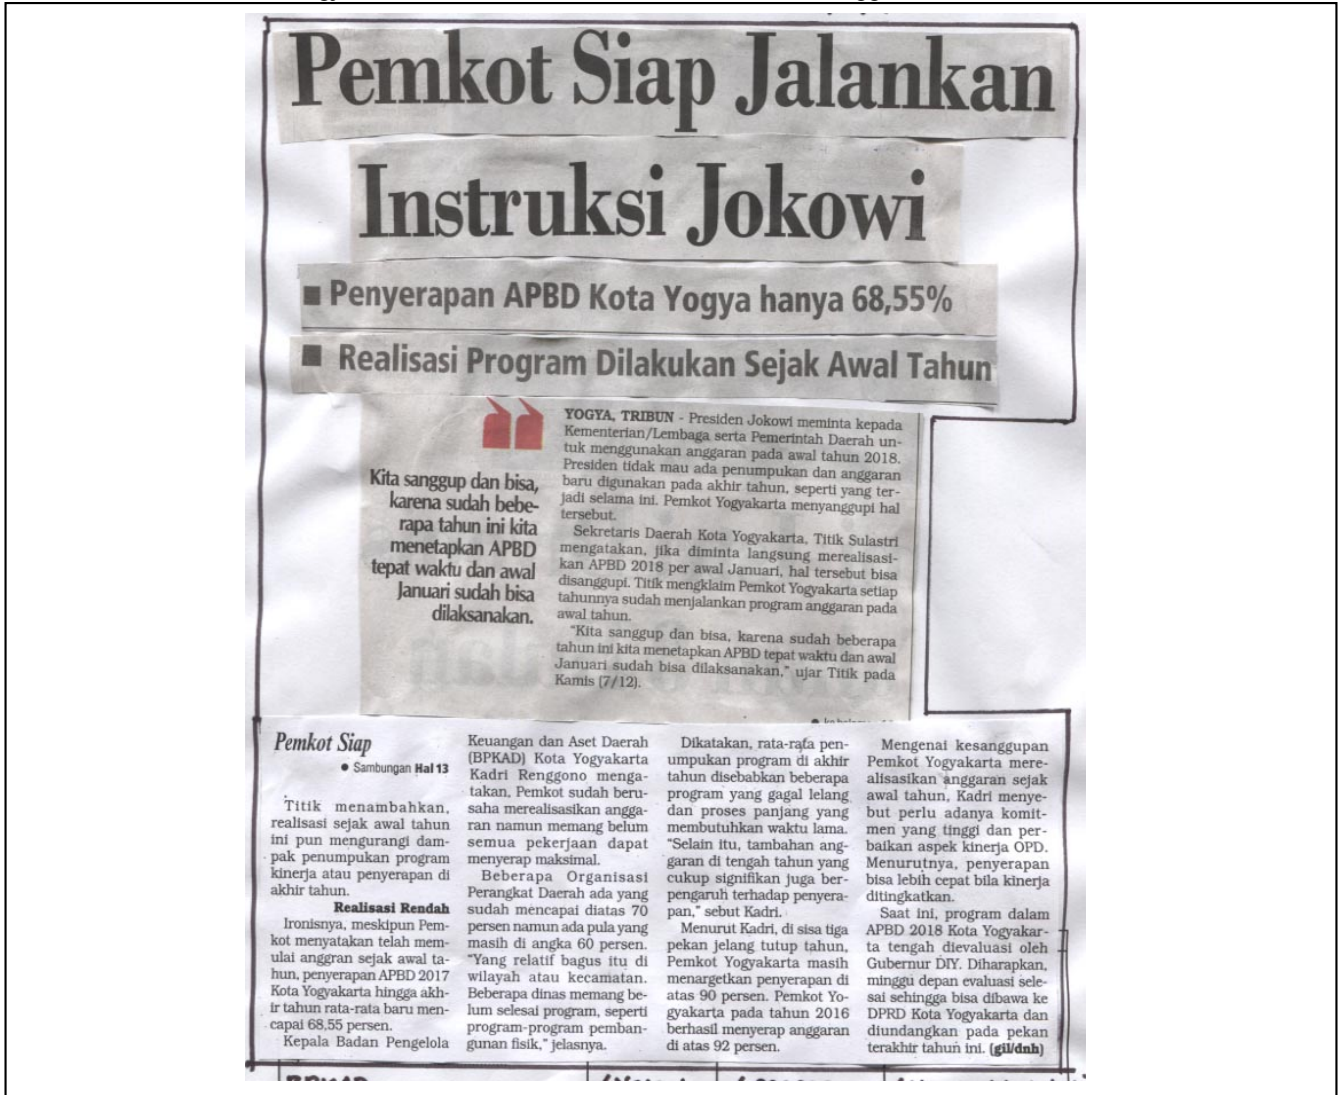 Pemkot Siap Jalankan
Instruksi Jokowi
■ Penyerapan APBD Kota Yogya hanya 68,55%
■ Realisasi Program Dilakukan Sejak Awal Tahun
Kita sanggup dan bisa,
karena sudah bebe-
rapa tahun ini kita
menetapkan APBD
tepat waktu dan awal
Januari sudah bisa
dilaksanakan.
YOGYA, TRIBUN - Presiden Jokowi meminta kepada
Kementerian/Lembaga serta Pemerintah Daerah un-
tuk menggunakan anggaran pada awal tahun 2018.
Presiden tidak mau ada penumpukan dan anggaran
baru digunakan pada akhir tahun, seperti yang ter-
jadi selama ini. Pemkot Yogyakarta menyanggupi hal
tersebut.
Sekretaris Daerah Kota Yogyakarta, Titik Sulastri
mengatakan, jika diminta langsung merealisasi-
kan APBD 2018 per awal Januari, hal tersebut bisa
disanggupi. Titik mengklaim Pemkot Yogyakarta setiap
tahunnya sudah menjalankan program anggaran pada
awal tahun.
"Kita sanggup dan bisa, karena sudah beberapa
tahun ini kita menetapkan APBD tepat waktu dan awal
Januari sudah bisa dilaksanakan," ujar Titik pada
Kamis (7/12).
Pemkot Siap
● Sambungan Hal 13
Titik menambahkan,
realisasi sejak awal tahun
ini pun mengurangi dam-
pak penumpukan program
kinerja atau penyerapan di
akhir tahun.
Realisasi Rendah
Ironisnya, meskipun Pem-
kot menyatakan telah mem-
ulai anggran sejak awal ta-
hun, penyerapan APBD 2017
Kota Yogyakarta hingga akh-
ir tahun rata-rata baru men-
capai 68,55 persen.
Kepala Badan Pengelola
Keuangan dan Aset Daerah
(BPKAD) Kota Yogyakarta
Kadri Renggono menga-
takan, Pemkot sudah beru-
saha merealisasikan angga-
ran namun memang belum
semua pekerjaan dapat
menyerap maksimal.
Beberapa Organisasi
Perangkat Daerah ada yang
sudah mencapai diatas 70
persen namun ada pula yang
masih di angka 60 persen.
"Yang relatif bagus itu di
wilayah atau kecamatan.
Beberapa dinas memang be-
lum selesai program, seperti
program-program pemban-
gunan fisik," jelasnya.
Dikatakan, rata-rata pen-
umpukan program di akhir
tahun disebabkan beberapa
program yang gagal lelang
dan proses panjang yang
membutuhkan waktu lama.
"Selain itu, tambahan ang-
garan di tengah tahun yang
cukup signifikan juga ber-
pengaruh terhadap penyera-
pan," sebut Kadri.
Menurut Kadri, di sisa tiga
pekan jelang tutup tahun,
Pemkot Yogyakarta masih
menargetkan penyerapan di
atas 90 persen. Pemkot Yo-
gyakarta pada tahun 2016
berhasil menyerap anggaran
di atas 92 persen.
Mengenai kesanggupan
Pemkot Yogyakarta mere-
alisasikan anggaran sejak
awal tahun, Kadri menye-
but perlu adanya komit-
men yang tinggi dan per-
baikan aspek kinerja OPD.
Menurutnya, penyerapan
bisa lebih cepat bila kinerja
ditingkatkan.
Saat ini, program dalam
APBD 2018 Kota Yogyakar-
ta tengah dievaluasi oleh
Gubernur DIY. Diharapkan,
minggu depan evaluasi sele-
sai sehingga bisa dibawa ke
DPRD Kota Yogyakarta dan
diundangkan pada pekan
terakhir tahun ini. (gil/dnh)